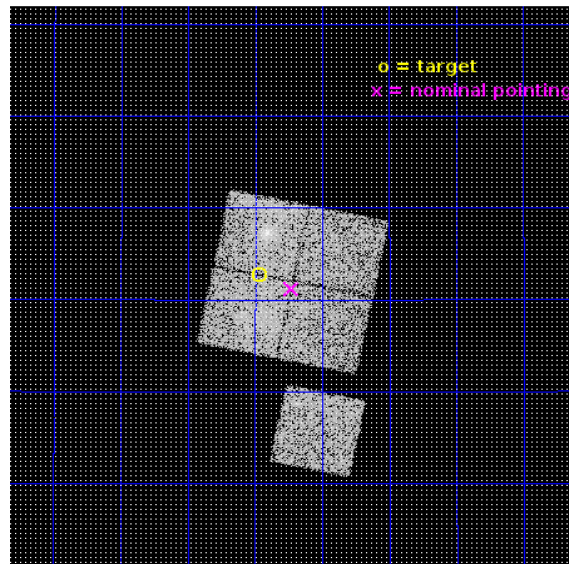 o = target
x = nominal pointing